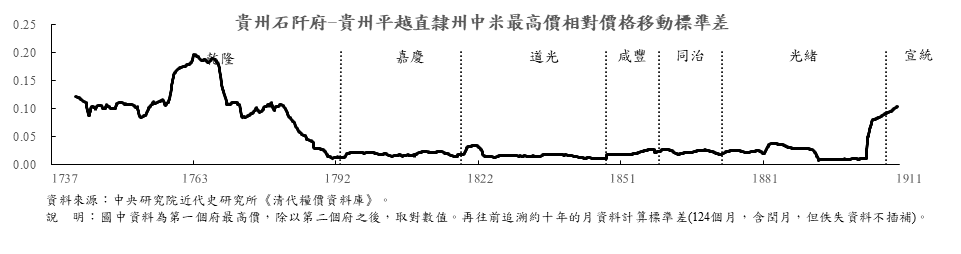 貴州石阡府-貴州平越直隸州中米最高價相對價格移動標準差
0.25
0.20
0.15
0.10
0.05
0.00
乾隆
嘉慶
道光
咸豐
同治
光緒
宣統
1737
1763
1792
1822
1851
1881
1911
資料來源：中央研究院近代史研究所《清代糧價資料庫》。
說　明：圖中資料為第一個府最高價，除以第二個府之後，取對數值。再往前追溯約十年的月資料計算標準差(124個月，含閏月，但佚失資料不插補)。